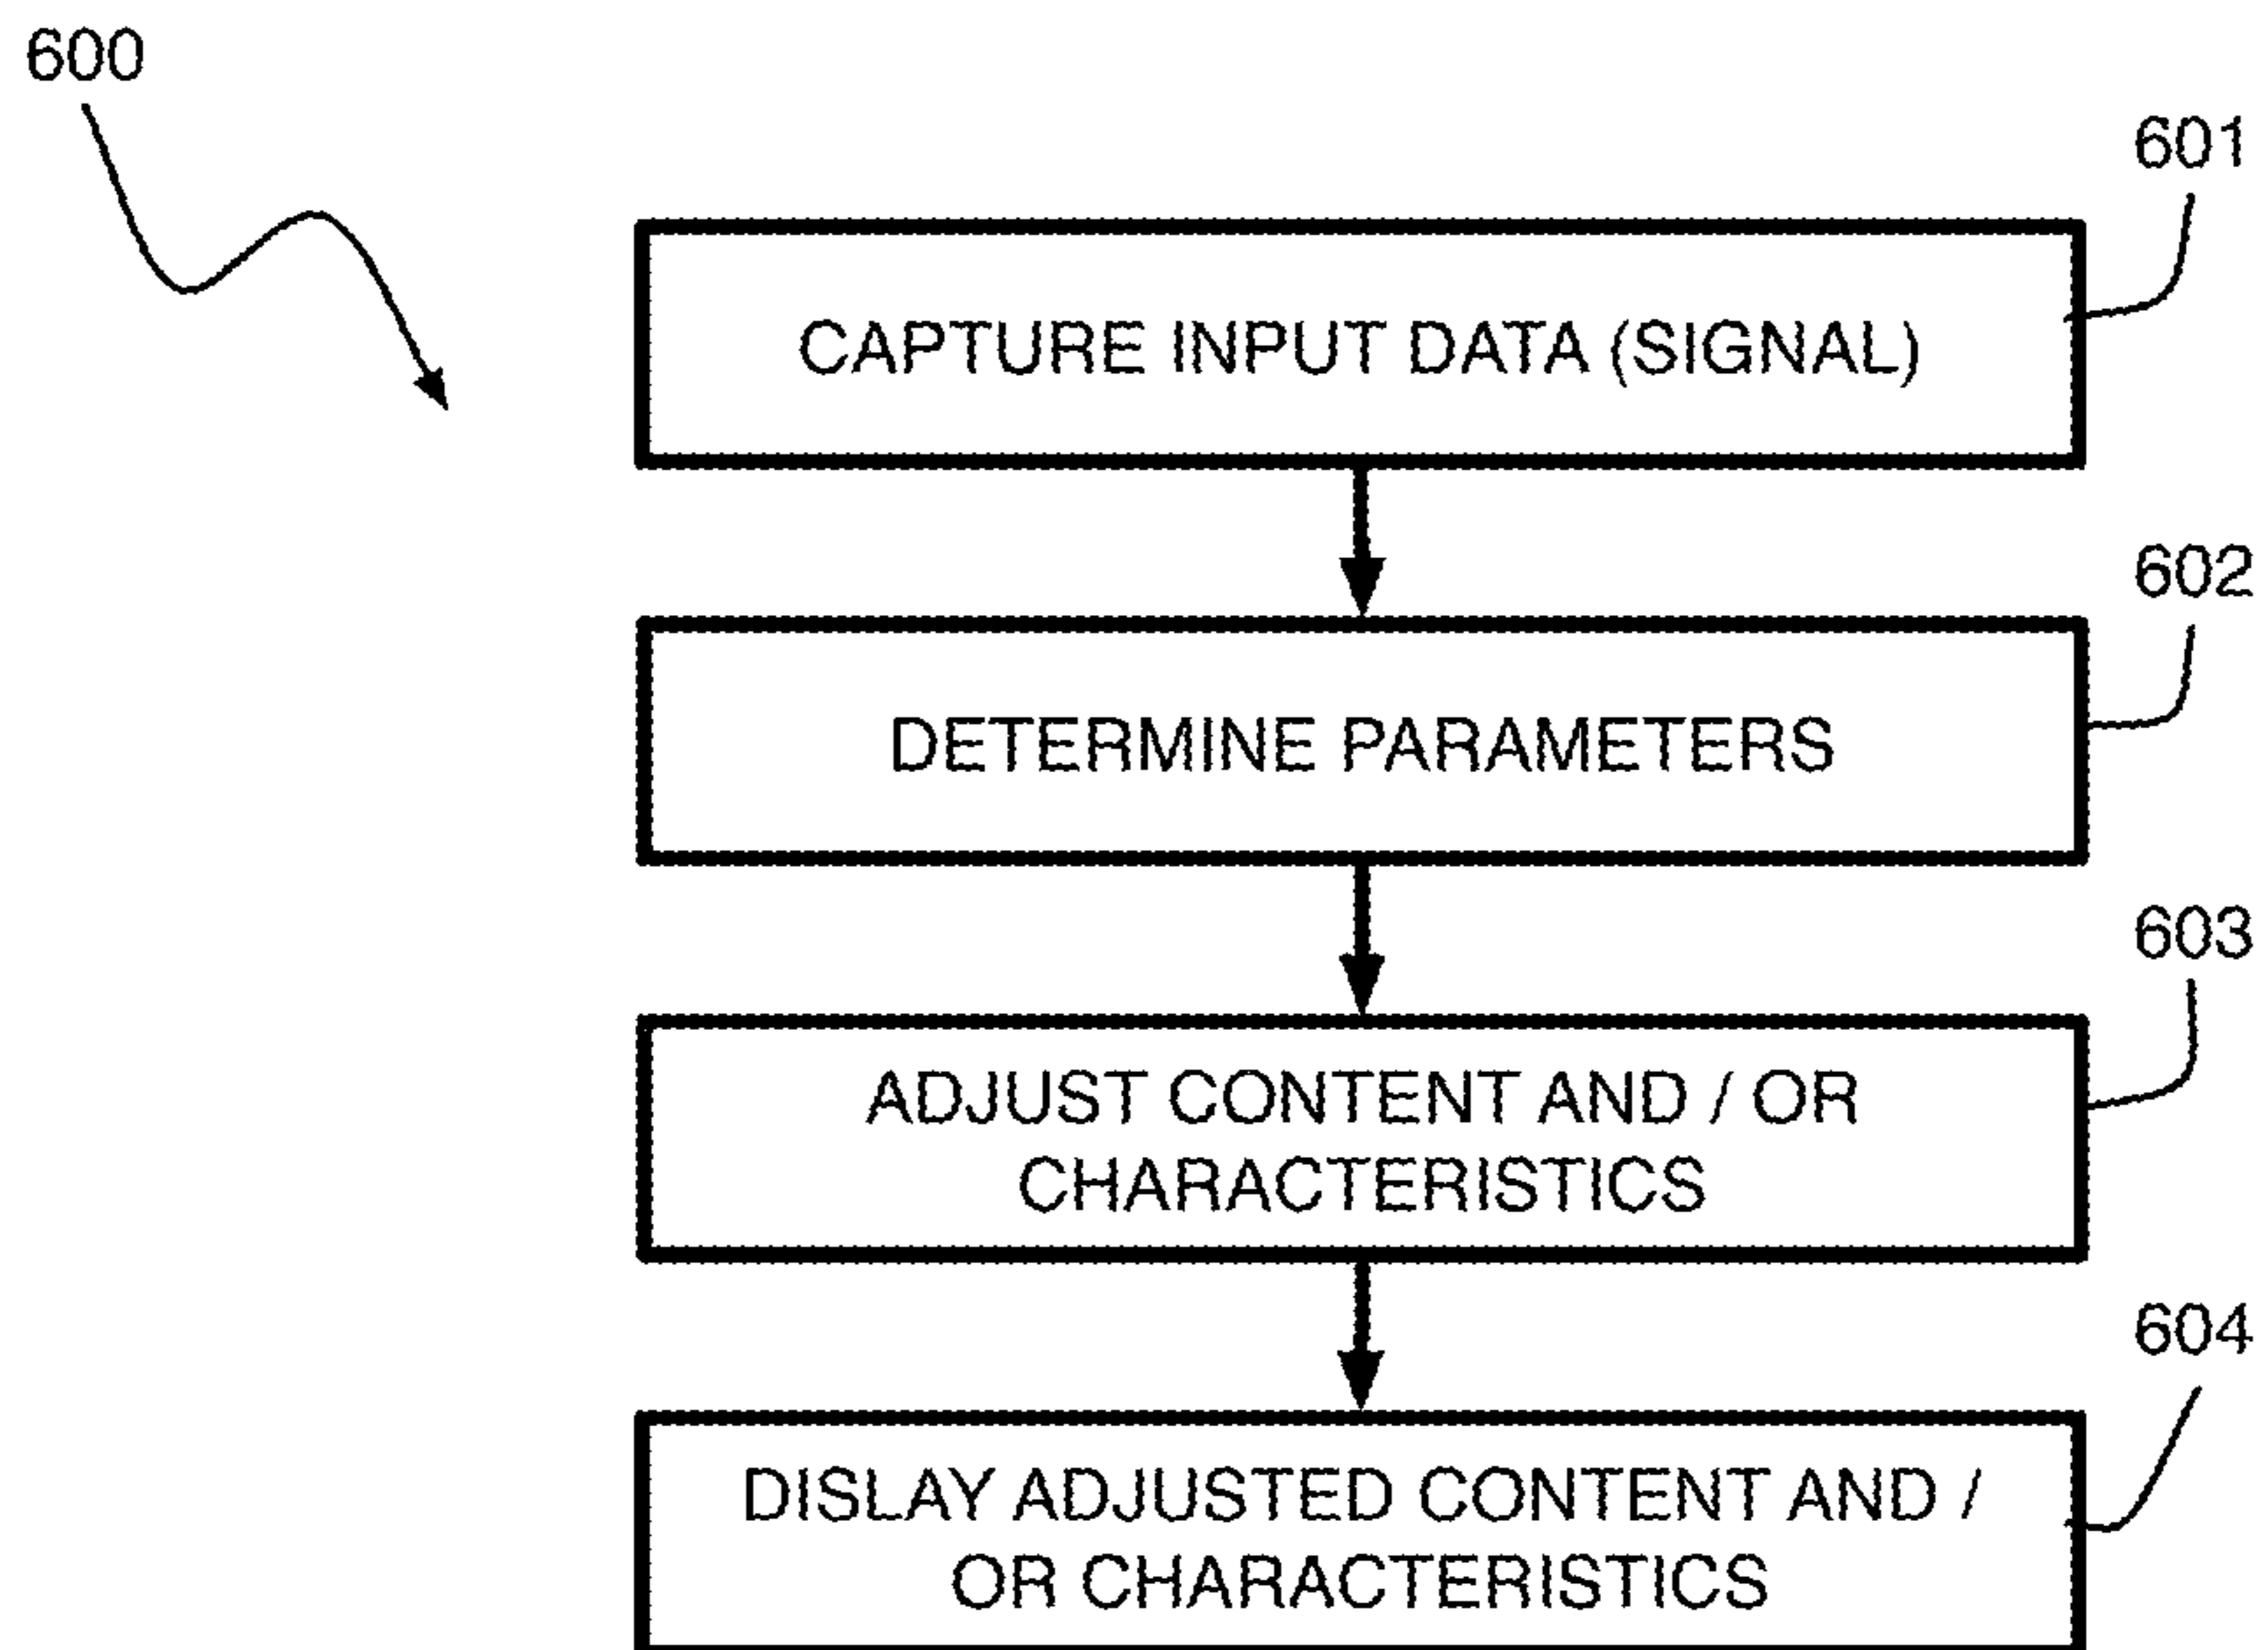 600
601
CAPTURE INPUT DATA (SIGNAL)
602
DETERMINE PARAMETERS
603
ADJUST CONTENT AND / OR
CHARACTERISTICS
604
DISLAY ADJUSTED CONTENT AND /
OR CHARACTERISTICS